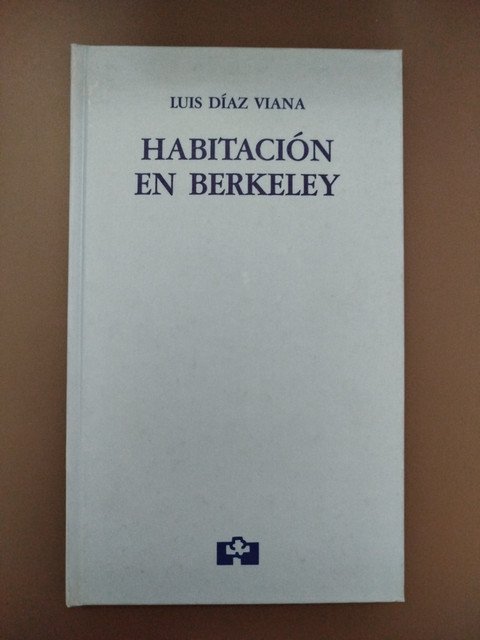 LUIS DÍAZ VIANA
HABITACIÓN
EN BERKELEY